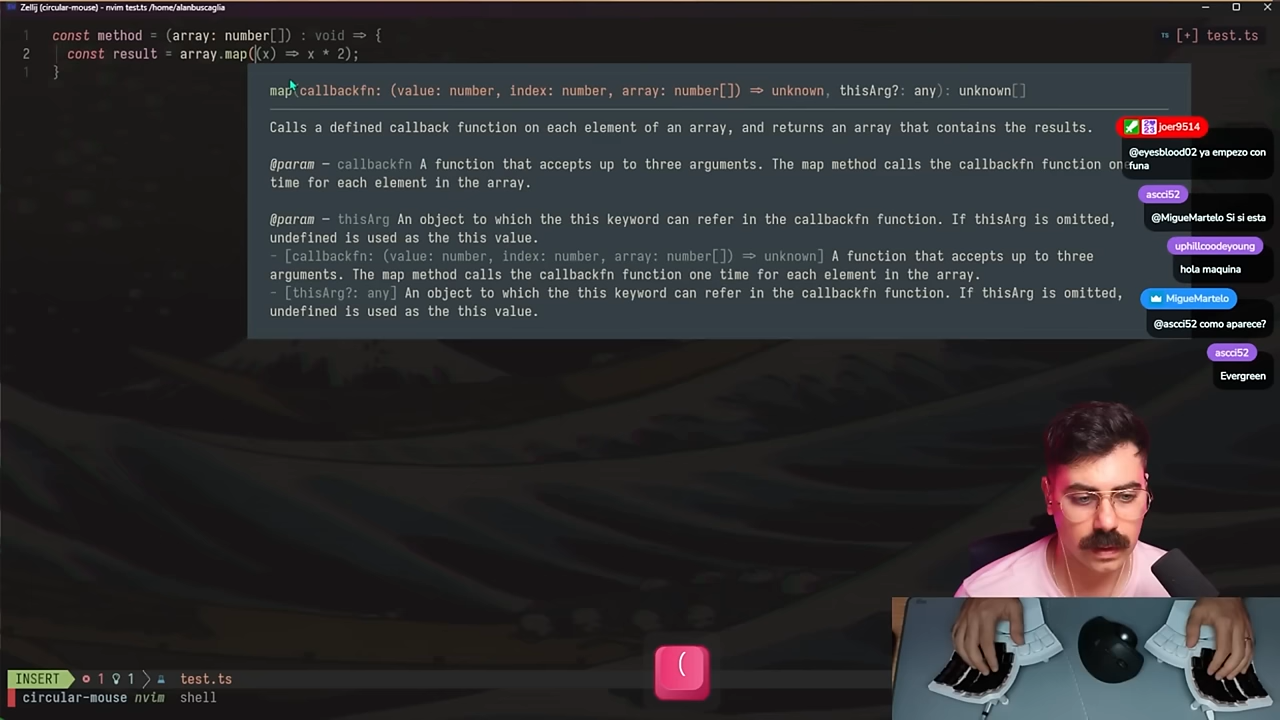 Zellij (circular-mouse) - nvim test.ts /home/alanbuscaglia
1 const method = (array: number[]) : void => {
2 const result = array.map((x) => x * 2);
1 }
TS [+] test.ts
map(callbackfn: (value: number, index: number, array: number[]) => unknown, thisArg?: any): unknown[]
Calls a defined callback function on each element of an array, and returns an array that contains the results.
@param — callbackfn A function that accepts up to three arguments. The map method calls the callbackfn function one
time for each element in the array.
@param — thisArg An object to which the this keyword can refer in the callbackfn function. If thisArg is omitted,
undefined is used as the this value.
- [callbackfn: (value: number, index: number, array: number[]) => unknown] A function that accepts up to three
arguments. The map method calls the callbackfn function one time for each element in the array.
- [thisArg?: any] An object to which the this keyword can refer in the callbackfn function. If thisArg is omitted,
undefined is used as the this value.
joer9514
@eyesblood02 ya empezo con
funa
ascci52
@MigueMartelo Si si esta
uphillcoodeyoung
hola maquina
MigueMartelo
@ascci52 como aparece?
ascci52
Evergreen
(
INSERT 1 1 test.ts
circular-mouse nvim shell